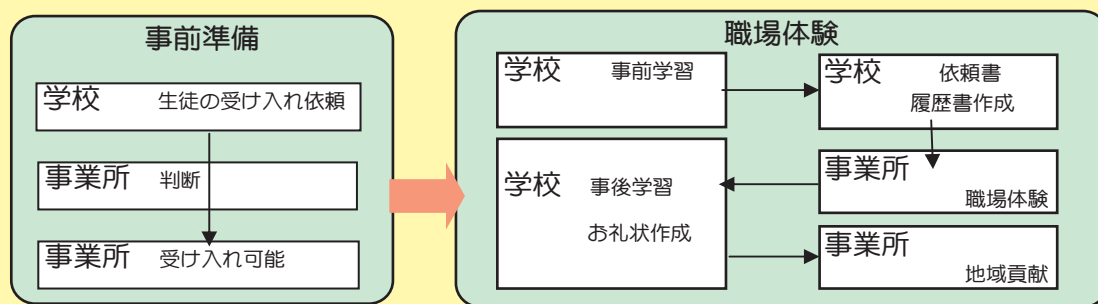 事前準備
学校 生徒の受け入れ依頼
事業所 判断
事業所 受け入れ可能
職場体験
学校 事前学習
学校 依頼書
履歴書作成
事業所
職場体験
学校 事後学習
お礼状作成
事業所
地域貢献